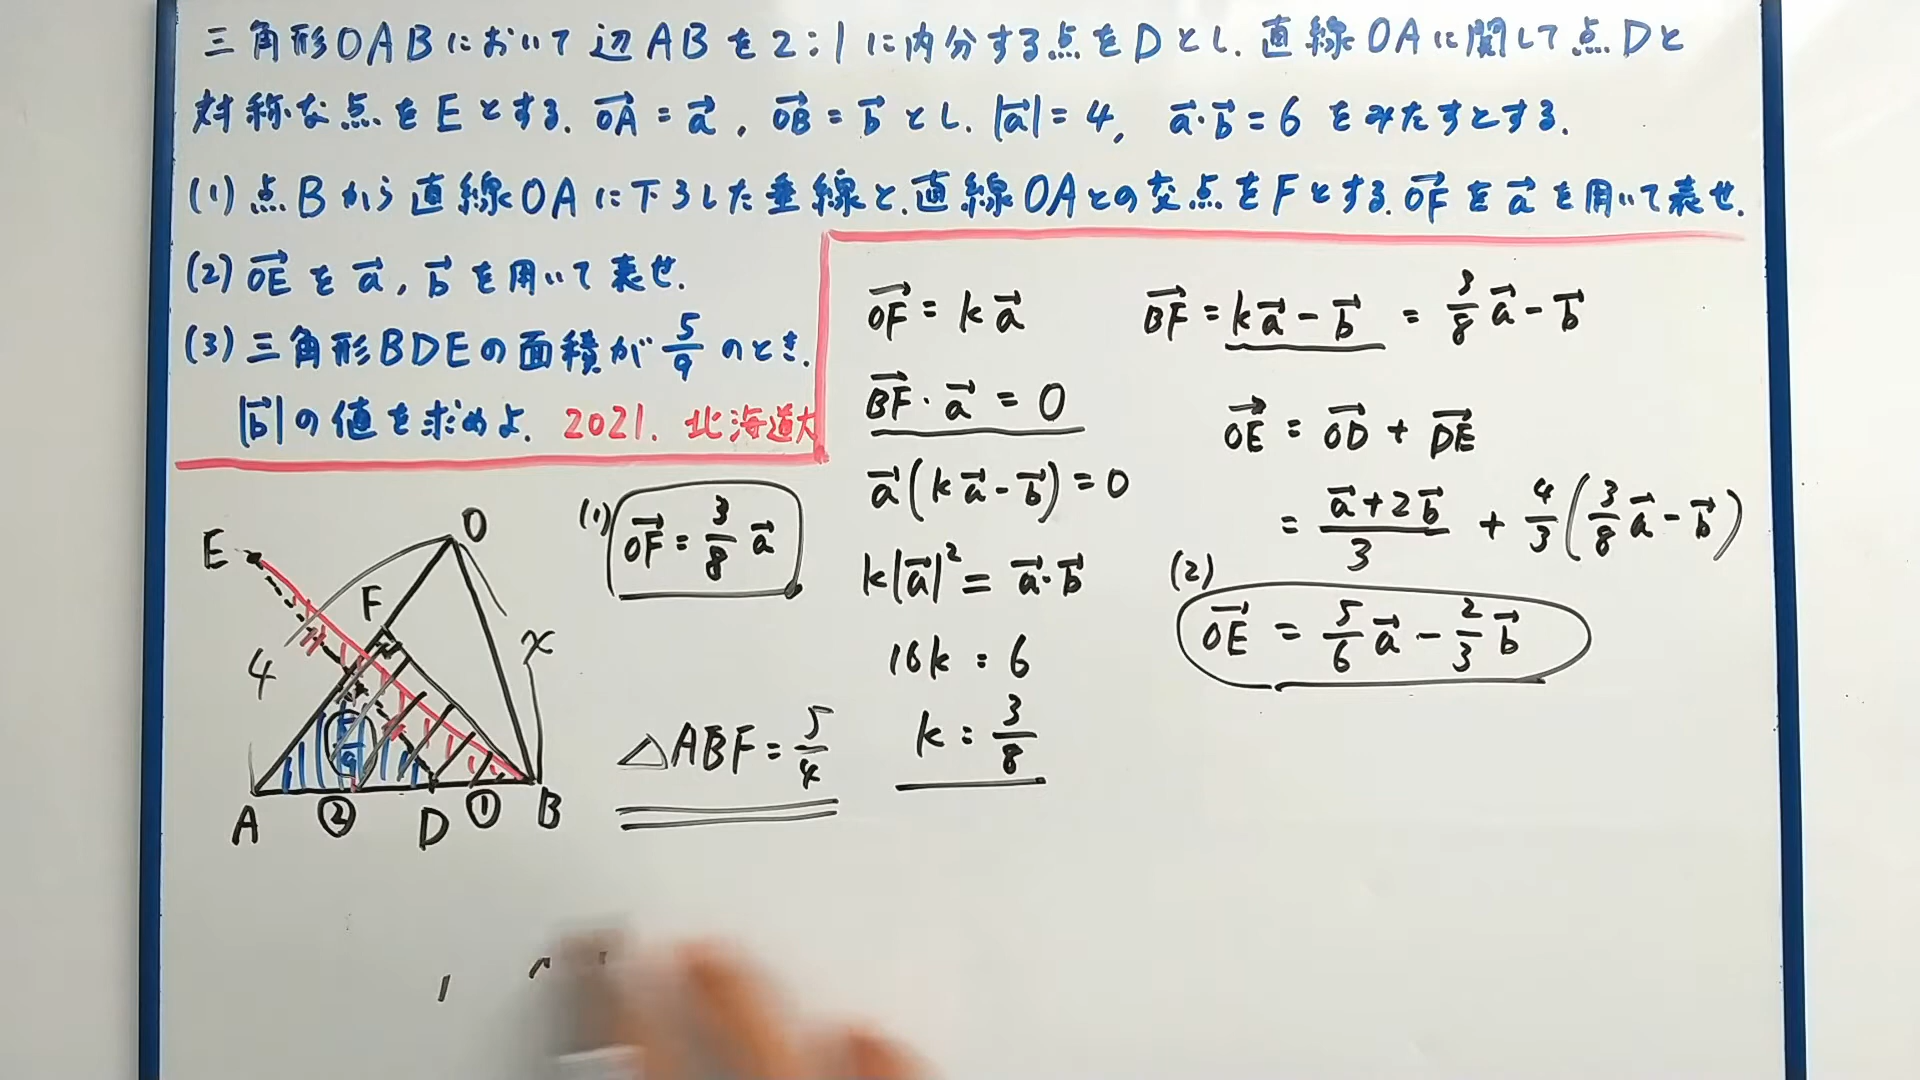 三角形OABにおいて辺ABを2:1に内分する点をDとし、直線OAに関して点Dと
対称な点をEとする. →OA = →a, →OB = →b とし. |→a| = 4, →a・→b = 6 をみたすとする.
(1) 点Bから直線OAに下ろした垂線と、直線OAとの交点をFとする. →OFを→aを用いて表せ.
(2) →OEを→a, →bを用いて表せ.
(3) 三角形BDEの面積が 5/9 のとき、
|→b|の値を求めよ. 2021. 北海道大
→OF = k→a
→BF・→a = 0
→a(k→a - →b) = 0
k|→a|² = →a・→b
16k = 6
k = 3/8
→BF = k→a - →b = 3/8 →a - →b
→OE = →OD + →DE
= (→a + 2→b)/3 + 4/3 (3/8 →a - →b)
(2)
→OE = 5/6 →a - 2/3 →b
(1) →OF = 3/8 →a
△ABF = 5/4
O
E
F
4
x
5/9
A ② D ① B